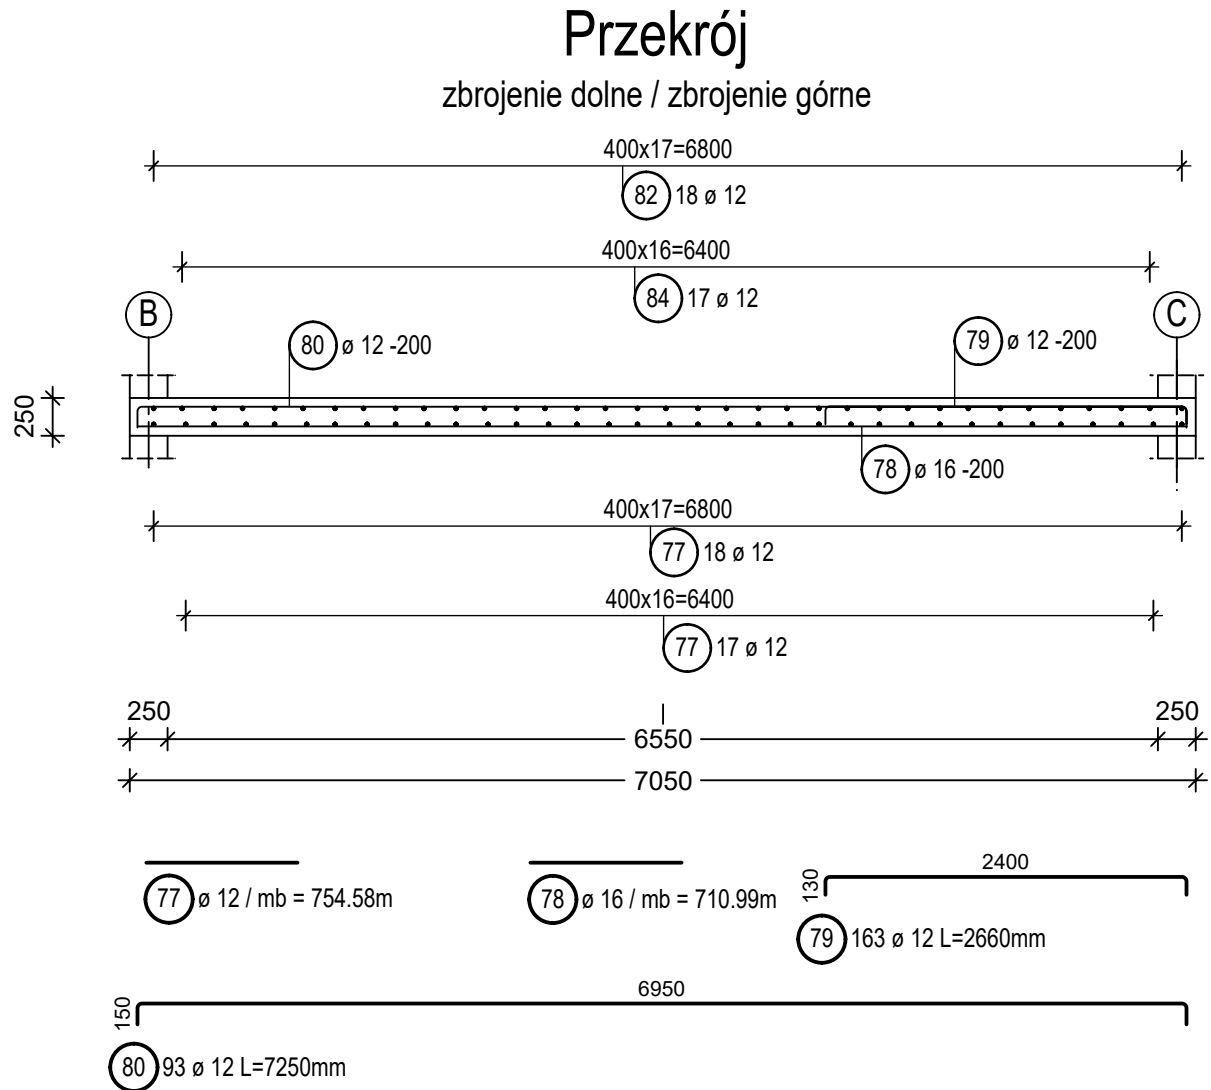 Przekrój
zbrojenie dolne / zbrojenie górne
400x17=6800
82 18 ø 12
400x16=6400
84 17 ø 12
B
C
80 ø 12 -200
79 ø 12 -200
250
78 ø 16 -200
400x17=6800
77 18 ø 12
400x16=6400
77 17 ø 12
250
250
6550
7050
77 ø 12 / mb = 754.58m
78 ø 16 / mb = 710.99m
2400
130
79 163 ø 12 L=2660mm
6950
150
80 93 ø 12 L=7250mm